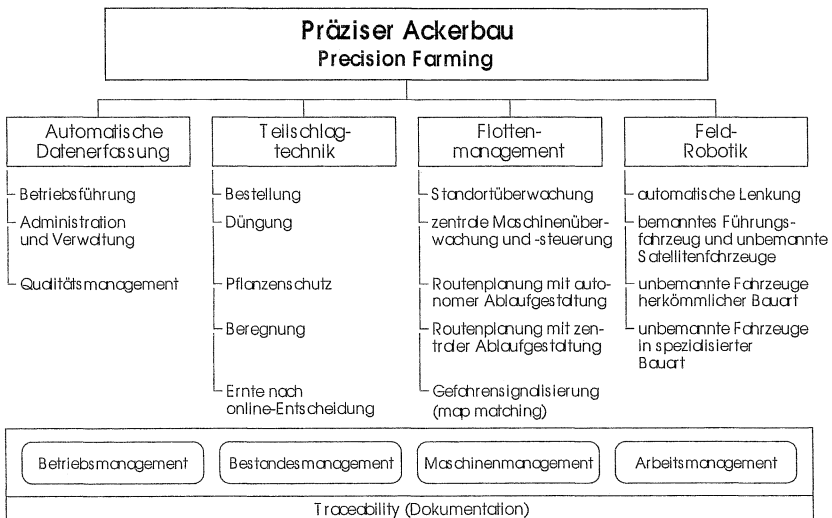 Präziser Ackerbau
Precision Farming
Automatische
Datenerfassung
Betriebsführung
Administration
und Verwaltung
Qualitätsmanagement
Teilschlag-
technik
Bestellung
Düngung
Pflanzenschutz
Beregnung
Ernte nach
online-Entscheidung
Flotten-
management
Standortüberwachung
zentrale Maschinenüber-
wachung und -steuerung
Routenplanung mit auto-
nomer Ablaufgestaltung
Routenplanung mit zen-
traler Ablaufgestaltung
Gefahrensignalisierung
(map matching)
Feld-
Robotik
automatische Lenkung
bemanntes Führungs-
fahrzeug und unbemannte
Satellitenfahrzeuge
unbemannte Fahrzeuge
herkömmlicher Bauart
unbemannte Fahrzeuge
in spezialisierter
Bauart
Betriebsmanagement
Bestandesmanagement
Maschinenmanagement
Arbeitsmanagement
Traceability (Dokumentation)